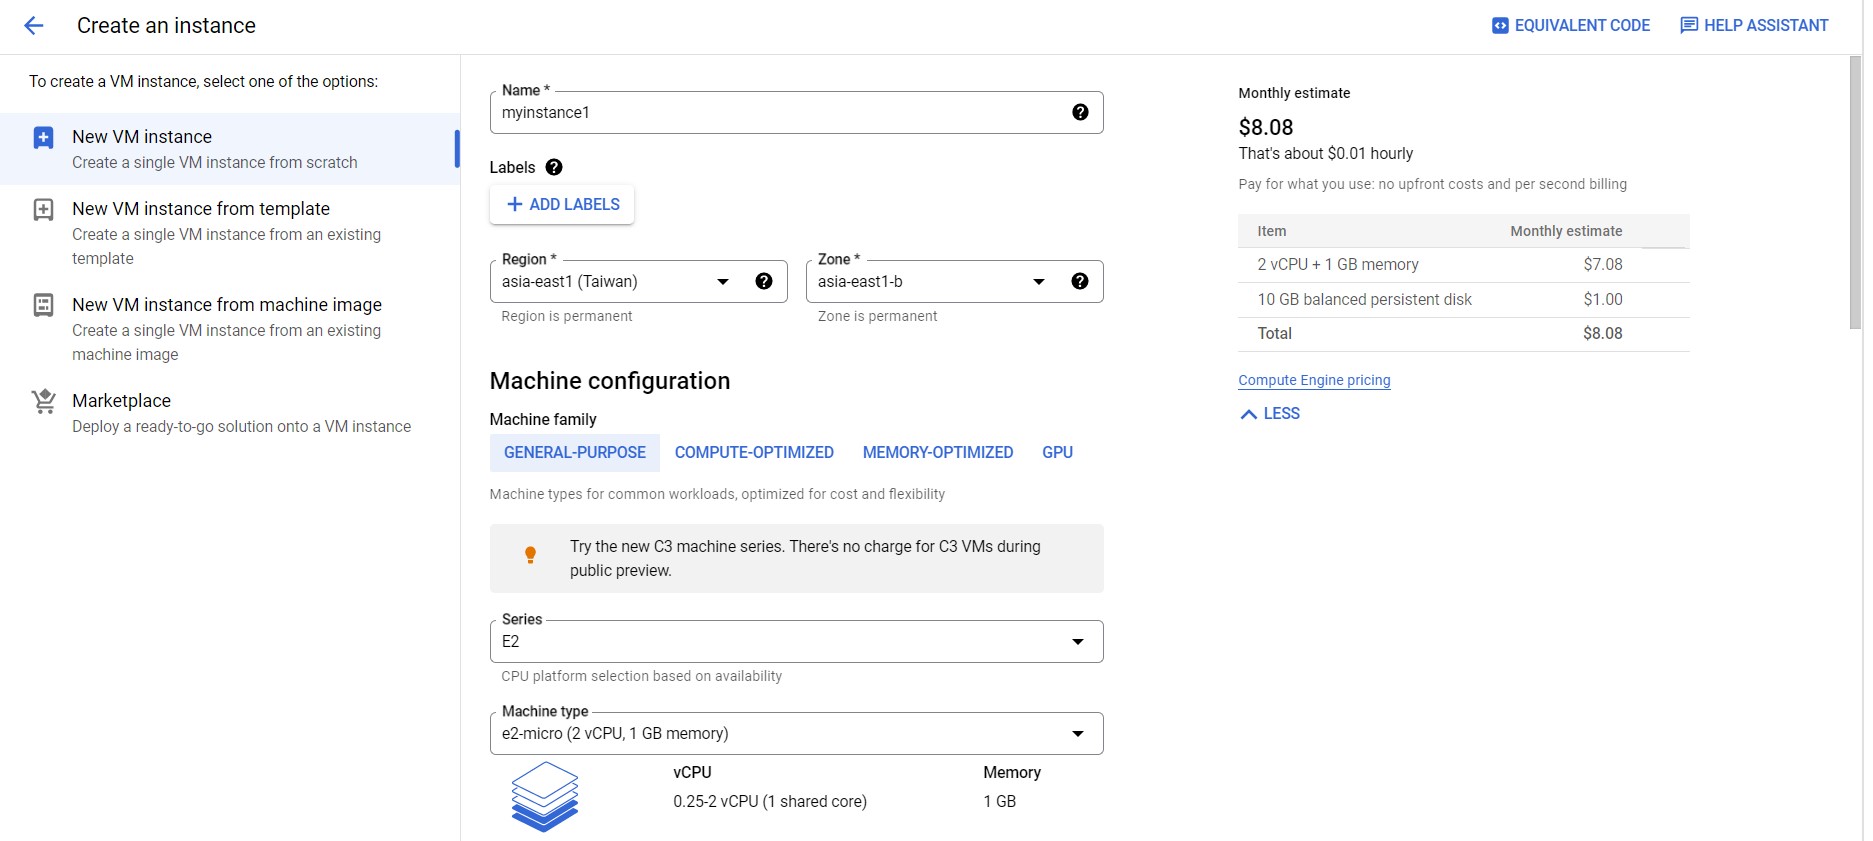 Create an instance
EQUIVALENT CODE
HELP ASSISTANT
To create a VM instance, select one of the options:
New VM instance
Create a single VM instance from scratch
New VM instance from template
Create a single VM instance from an existing
template
New VM instance from machine image
Create a single VM instance from an existing
machine image
Marketplace
Deploy a ready-to-go solution onto a VM instance
Name *
myinstance1
Labels
ADD LABELS
Region *
asia-east1 (Taiwan)
Region is permanent
Zone *
asia-east1-b
Zone is permanent
Machine configuration
Machine family
GENERAL-PURPOSE
COMPUTE-OPTIMIZED
MEMORY-OPTIMIZED
GPU
Machine types for common workloads, optimized for cost and flexibility
Try the new C3 machine series. There's no charge for C3 VMs during
public preview.
Series
E2
CPU platform selection based on availability
Machine type
e2-micro (2 vCPU, 1 GB memory)
vCPU
0.25-2 vCPU (1 shared core)
Memory
1 GB
Monthly estimate
$8.08
That's about $0.01 hourly
Pay for what you use: no upfront costs and per second billing
Item Monthly estimate
2 vCPU + 1 GB memory $7.08
10 GB balanced persistent disk $1.00
Total $8.08
Compute Engine pricing
LESS